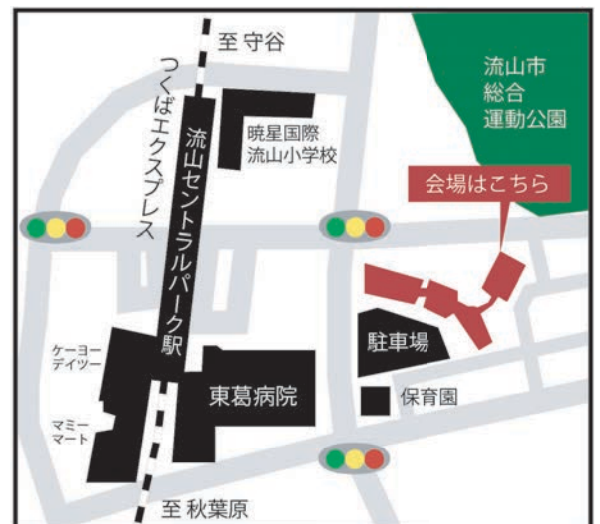 至 守谷
つくばエクスプレス
流山セントラルパーク駅
暁星国際
流山小学校
流山市
総合
運動公園
会場はこちら
駐車場
ケーヨー
デイツー
東葛病院
保育園
マミー
マート
至 秋葉原